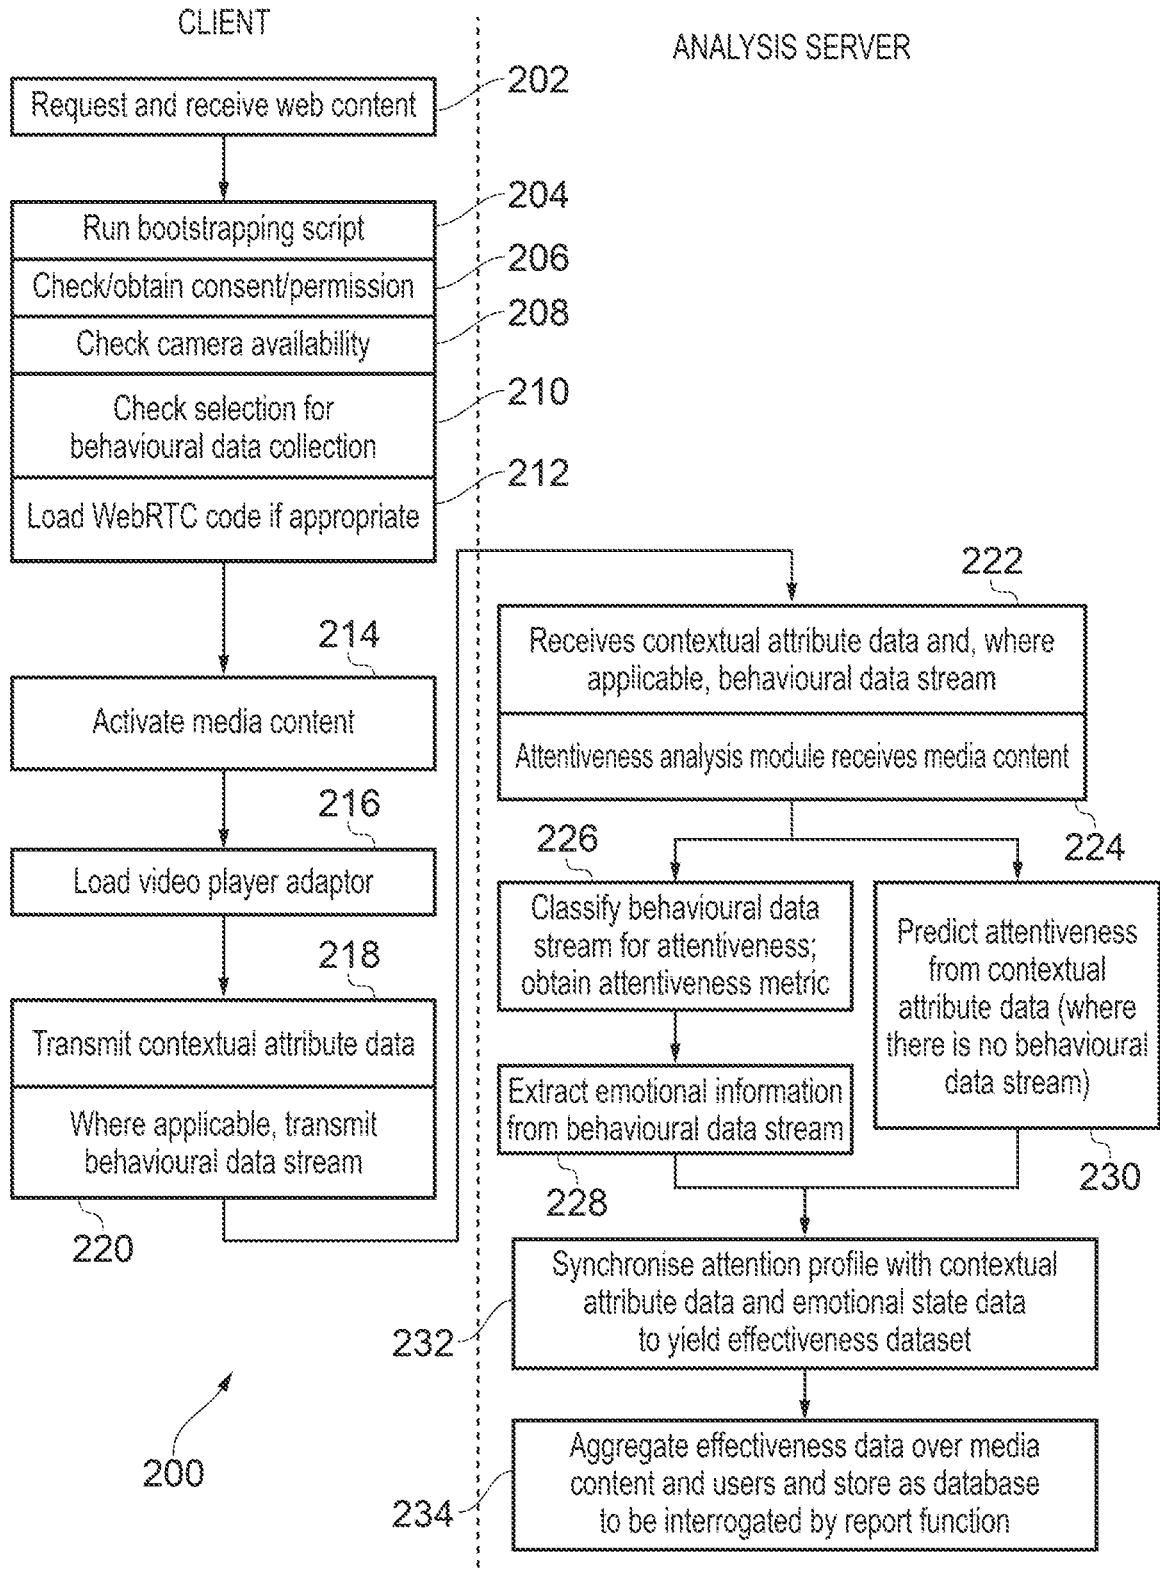 CLIENT
ANALYSIS SERVER
202
Request and receive web content
204
Run bootstrapping script
206
Check/obtain consent/permission
208
Check camera availability
210
Check selection for
behavioural data collection
212
Load WebRTC code if appropriate
214
Activate media content
216
Load video player adaptor
218
Transmit contextual attribute data
Where applicable, transmit
behavioural data stream
220
222
Receives contextual attribute data and, where
applicable, behavioural data stream
Attentiveness analysis module receives media content
224
226
Classify behavioural data
stream for attentiveness;
obtain attentiveness metric
Extract emotional information
from behavioural data stream
228
Predict attentiveness
from contextual
attribute data (where
there is no behavioural
data stream)
230
Synchronise attention profile with contextual
attribute data and emotional state data
to yield effectiveness dataset
232
Aggregate effectiveness data over media
content and users and store as database
to be interrogated by report function
234
200